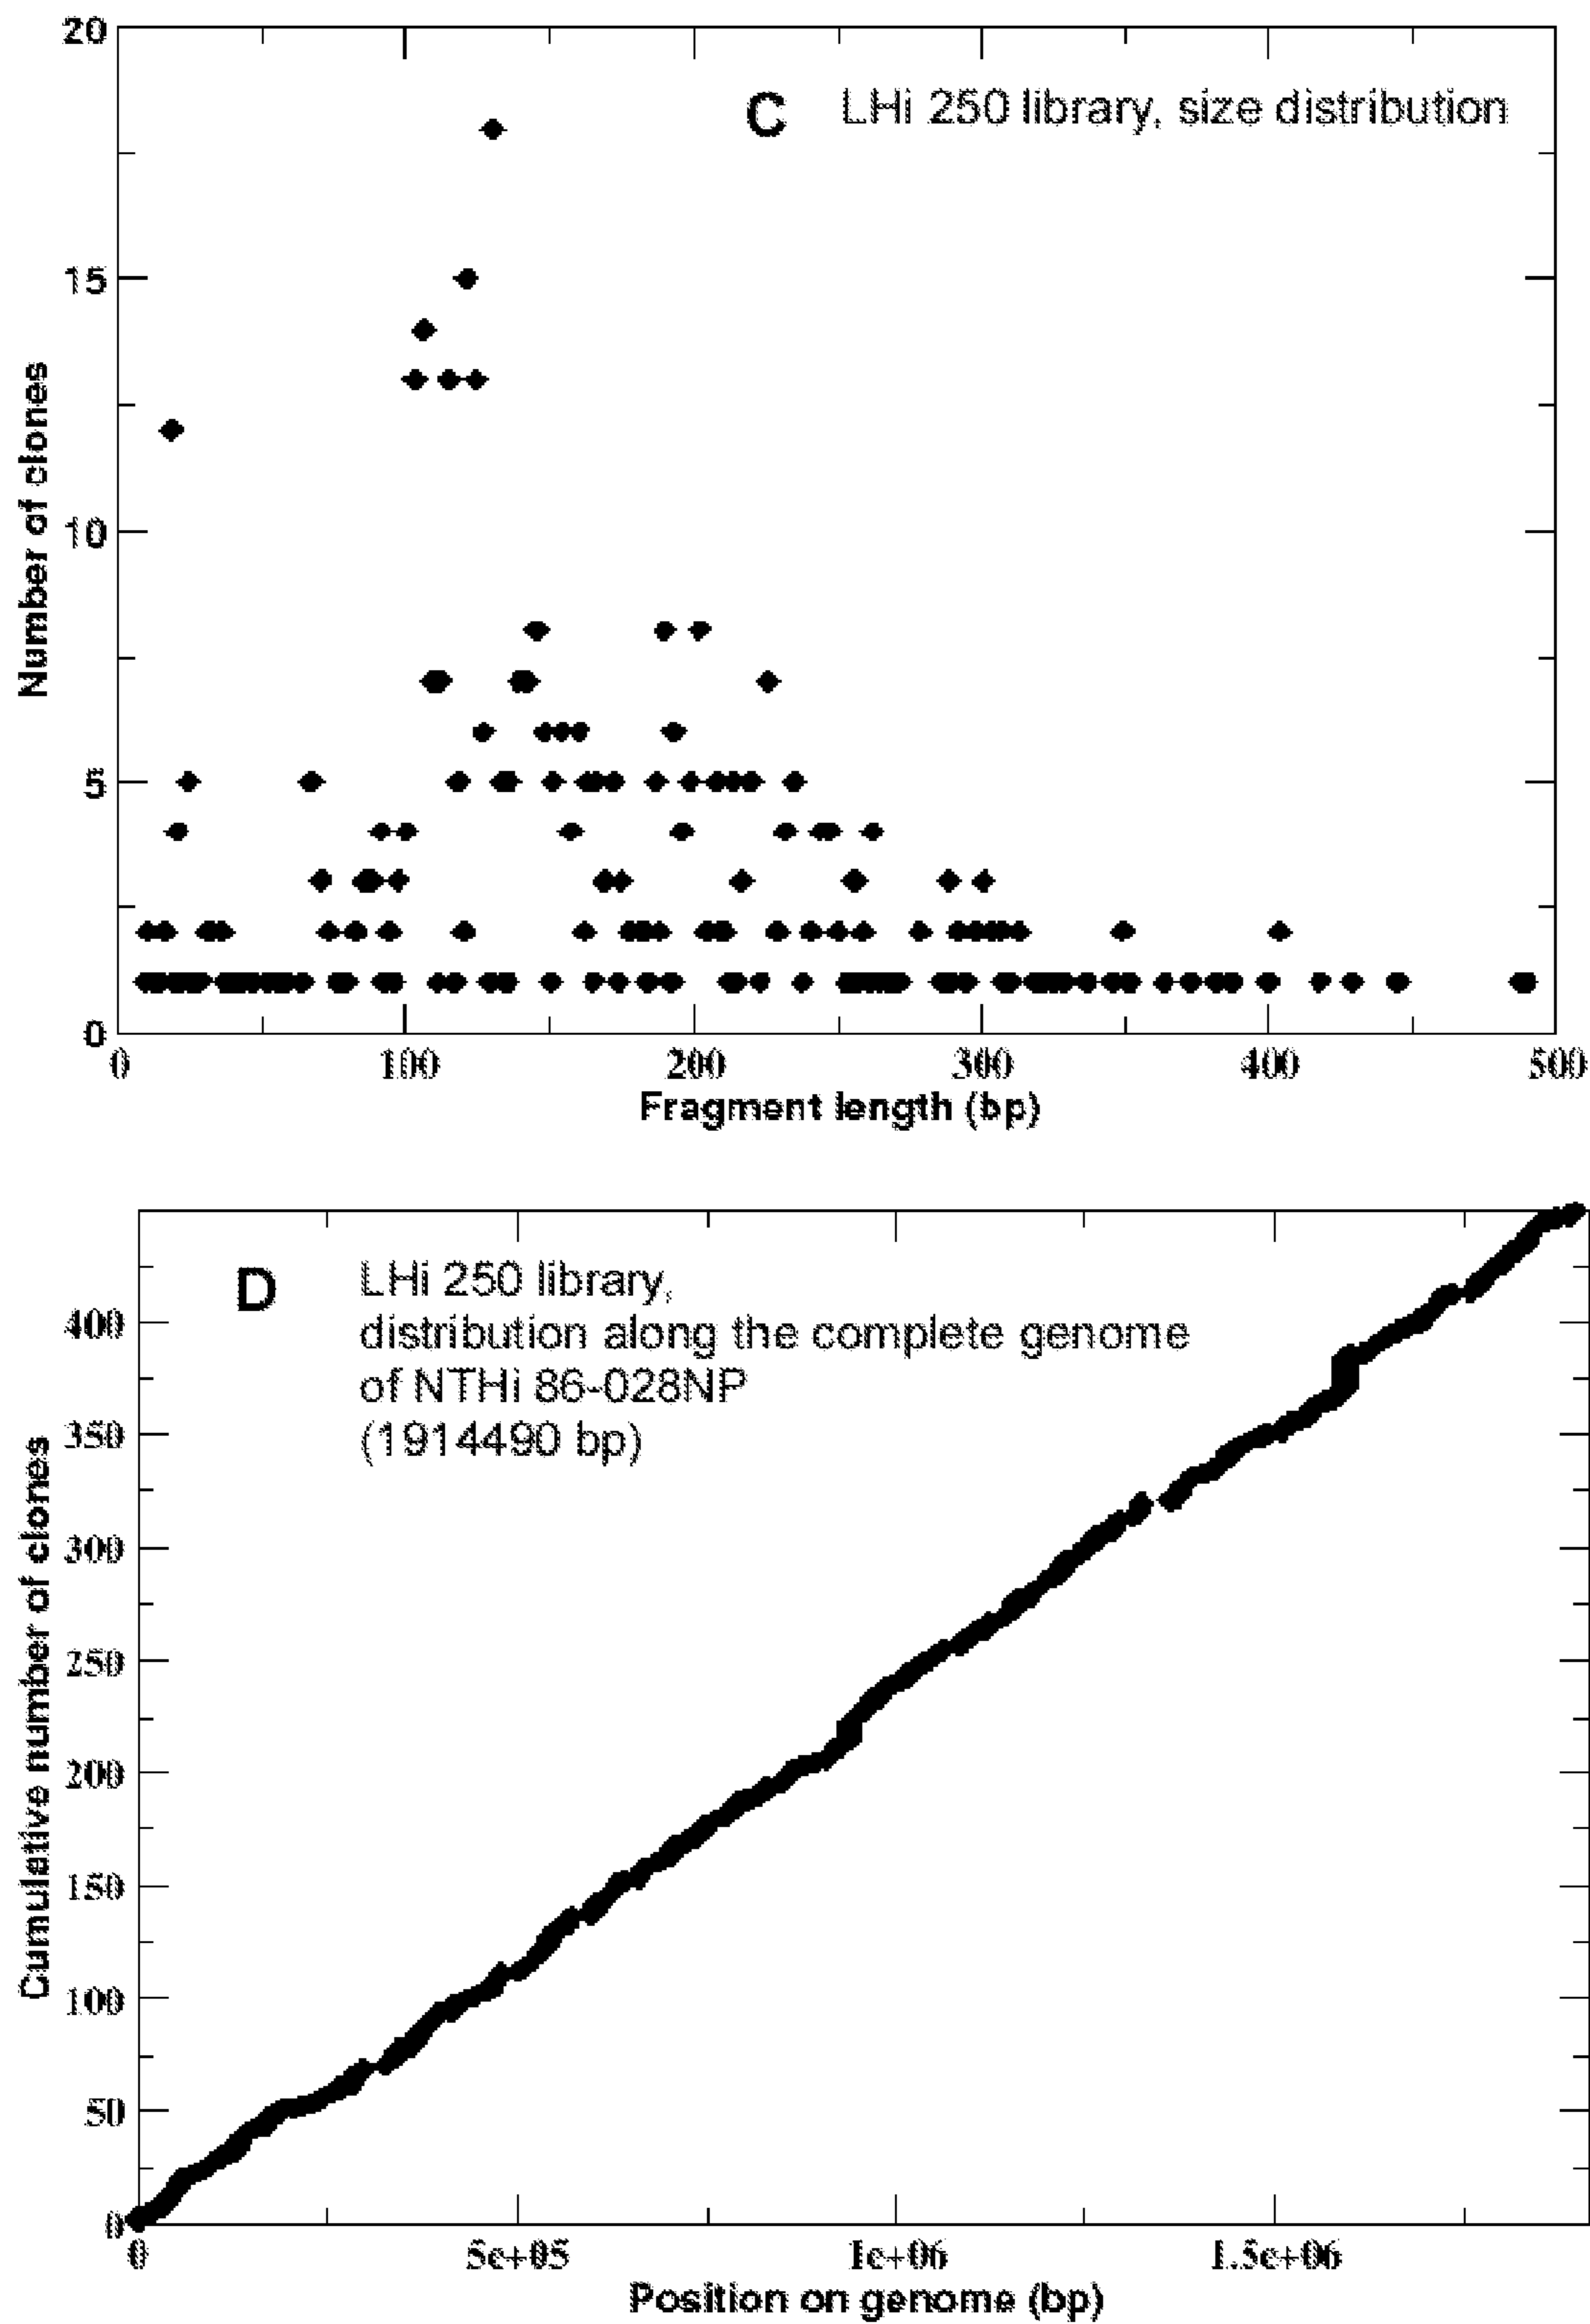 20
C LHi 250 library, size distribution
15
10
5
0
Number of clones
0 100 200 300 400 500
Fragment length (bp)
D LHi 250 library,
distribution along the complete genome
of NTHi 86-028NP
(1914490 bp)
400
350
300
250
200
150
100
50
0
Cumulative number of clones
0 5e+05 1e+06 1.5e+06
Position on genome (bp)